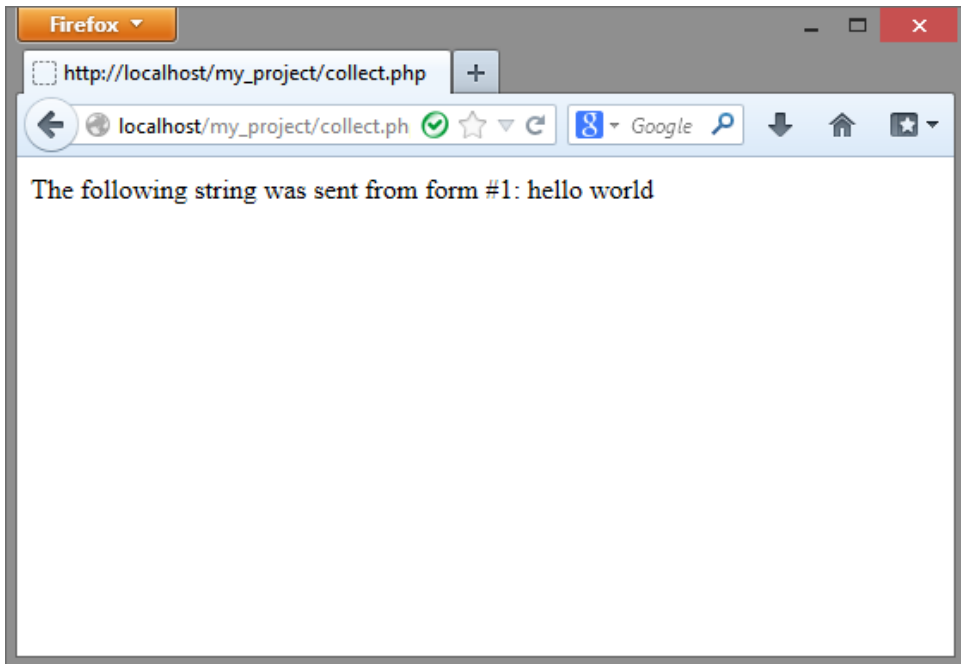 Firefox
http://localhost/my_project/collect.php
localhost/my_project/collect.ph
8 Google
The following string was sent from form #1: hello world